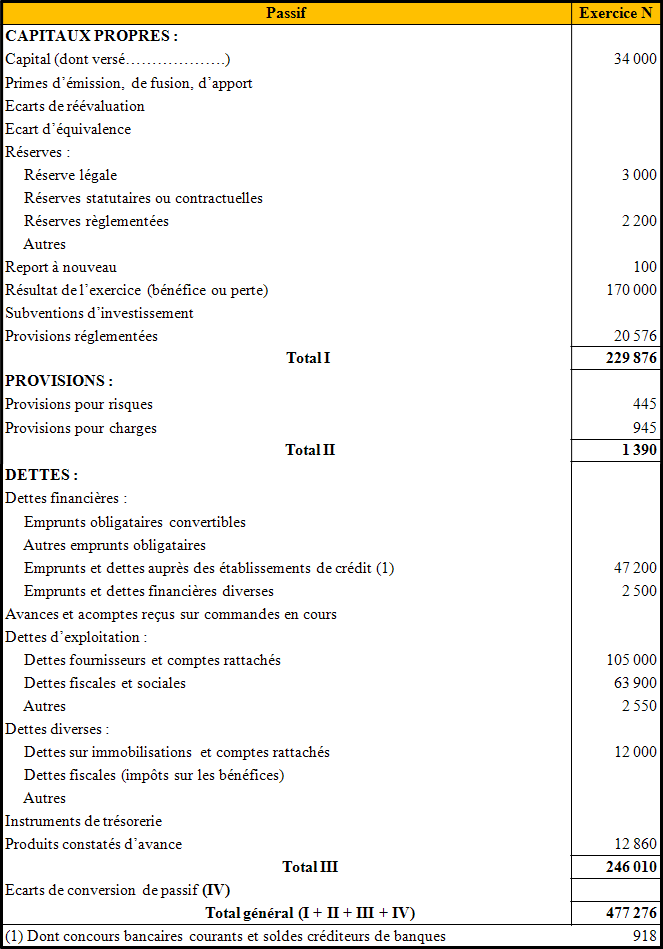 Passif Exercice N
CAPITAUX PROPRES :
Capital (dont versé………………) 34 000
Primes d’émission, de fusion, d’apport
Ecarts de réévaluation
Ecart d’équivalence
Réserves :
Réserve légale 3 000
Réserves statutaires ou contractuelles
Réserves règlementées 2 200
Autres
Report à nouveau 100
Résultat de l’exercice (bénéfice ou perte) 170 000
Subventions d’investissement
Provisions réglementées 20 576
Total I 229 876
PROVISIONS :
Provisions pour risques 445
Provisions pour charges 945
Total II 1 390
DETTES :
Dettes financières :
Emprunts obligataires convertibles
Autres emprunts obligataires
Emprunts et dettes auprès des établissements de crédit (1) 47 200
Emprunts et dettes financières diverses 2 500
Avances et acomptes reçus sur commandes en cours
Dettes d’exploitation :
Dettes fournisseurs et comptes rattachés 105 000
Dettes fiscales et sociales 63 900
Autres 2 550
Dettes diverses :
Dettes sur immobilisations et comptes rattachés 12 000
Dettes fiscales (impôts sur les bénéfices)
Autres
Instruments de trésorerie
Produits constatés d’avance 12 860
Total III 246 010
Ecarts de conversion de passif (IV)
Total général (I + II + III + IV) 477 276
(1) Dont concours bancaires courants et soldes créditeurs de banques 918